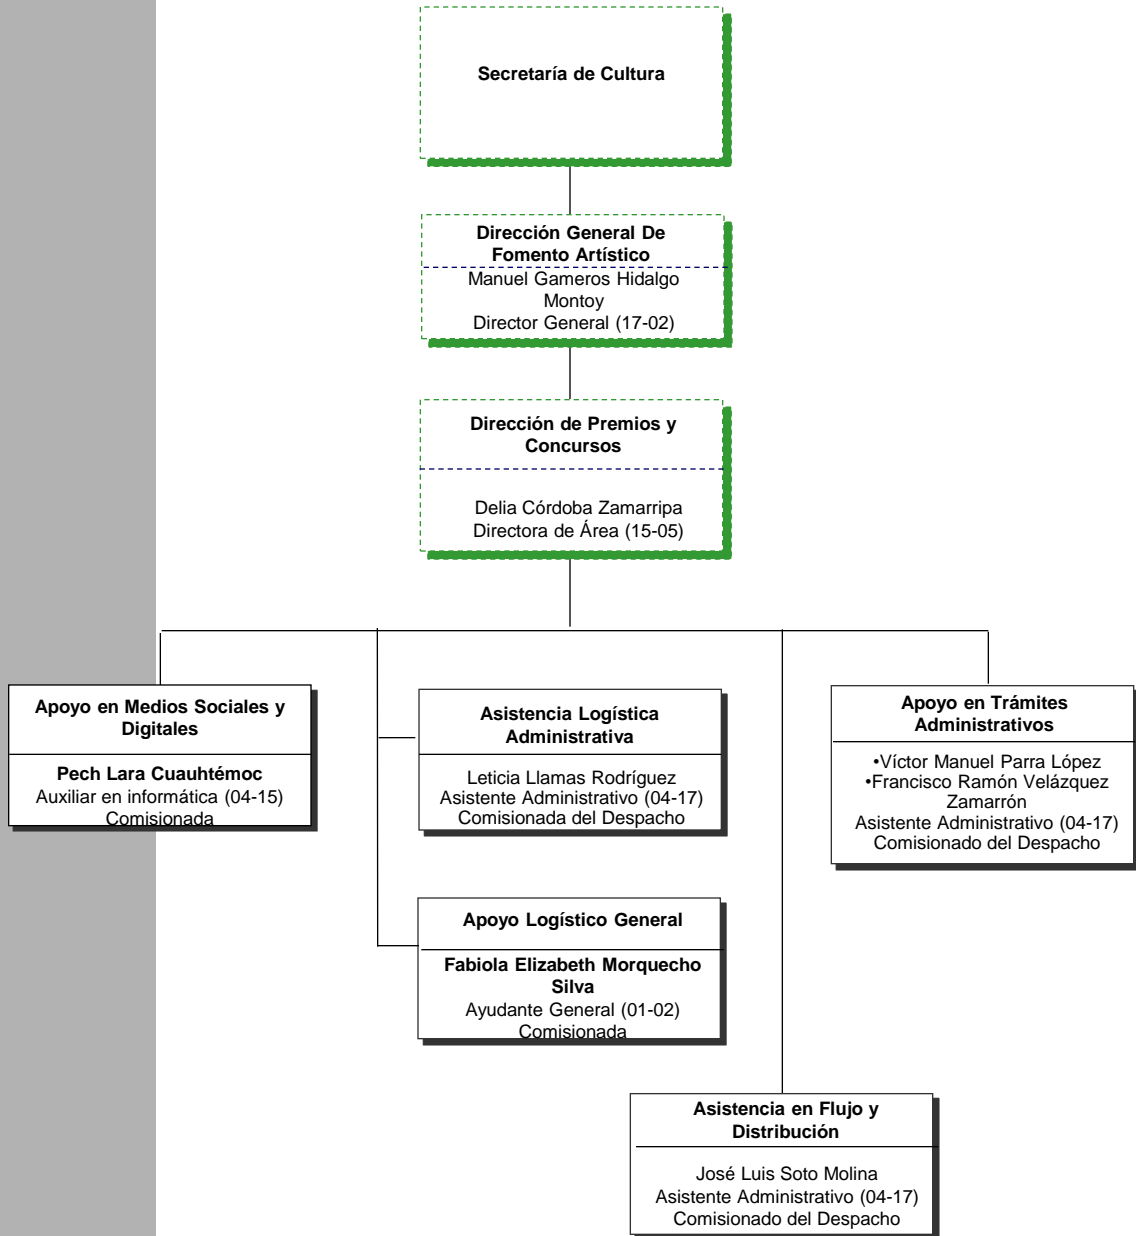 Secretaría de Cultura
Dirección General De
Fomento Artístico
Manuel Gameros Hidalgo
Montoy
Director General (17-02)
Dirección de Premios y
Concursos
Delia Córdoba Zamarripa
Directora de Área (15-05)
Apoyo en Medios Sociales y
Digitales
Pech Lara Cuauhtémoc
Auxiliar en informática (04-15)
Comisionada
Asistencia Logística
Administrativa
Leticia Llamas Rodríguez
Asistente Administrativo (04-17)
Comisionada del Despacho
Apoyo en Trámites
Administrativos
•Víctor Manuel Parra López
•Francisco Ramón Velázquez
Zamarrón
Asistente Administrativo (04-17)
Comisionado del Despacho
Apoyo Logístico General
Fabiola Elizabeth Morquecho
Silva
Ayudante General (01-02)
Comisionada
Asistencia en Flujo y
Distribución
José Luis Soto Molina
Asistente Administrativo (04-17)
Comisionado del Despacho